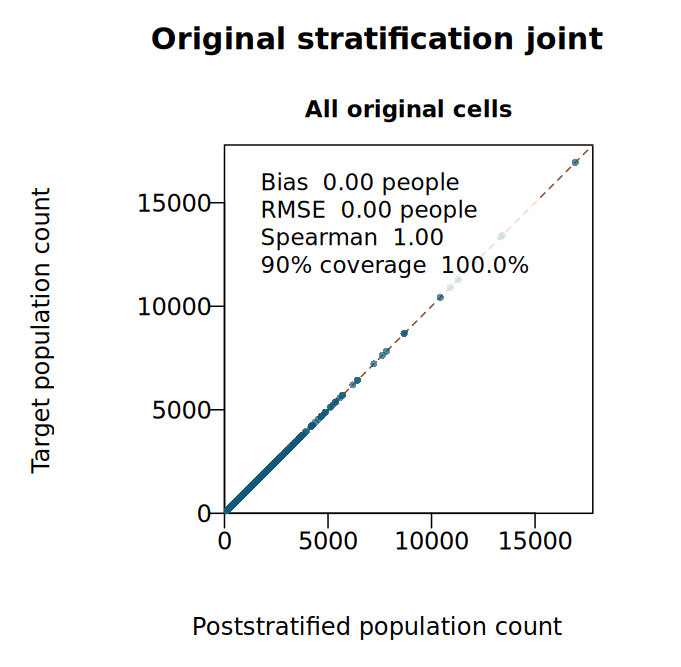 Original stratification joint
All original cells
Bias 0.00 people
RMSE 0.00 people
Spearman 1.00
90% coverage 100.0%
Target population count
15000
10000
5000
0
0 5000 10000 15000
Poststratified population count